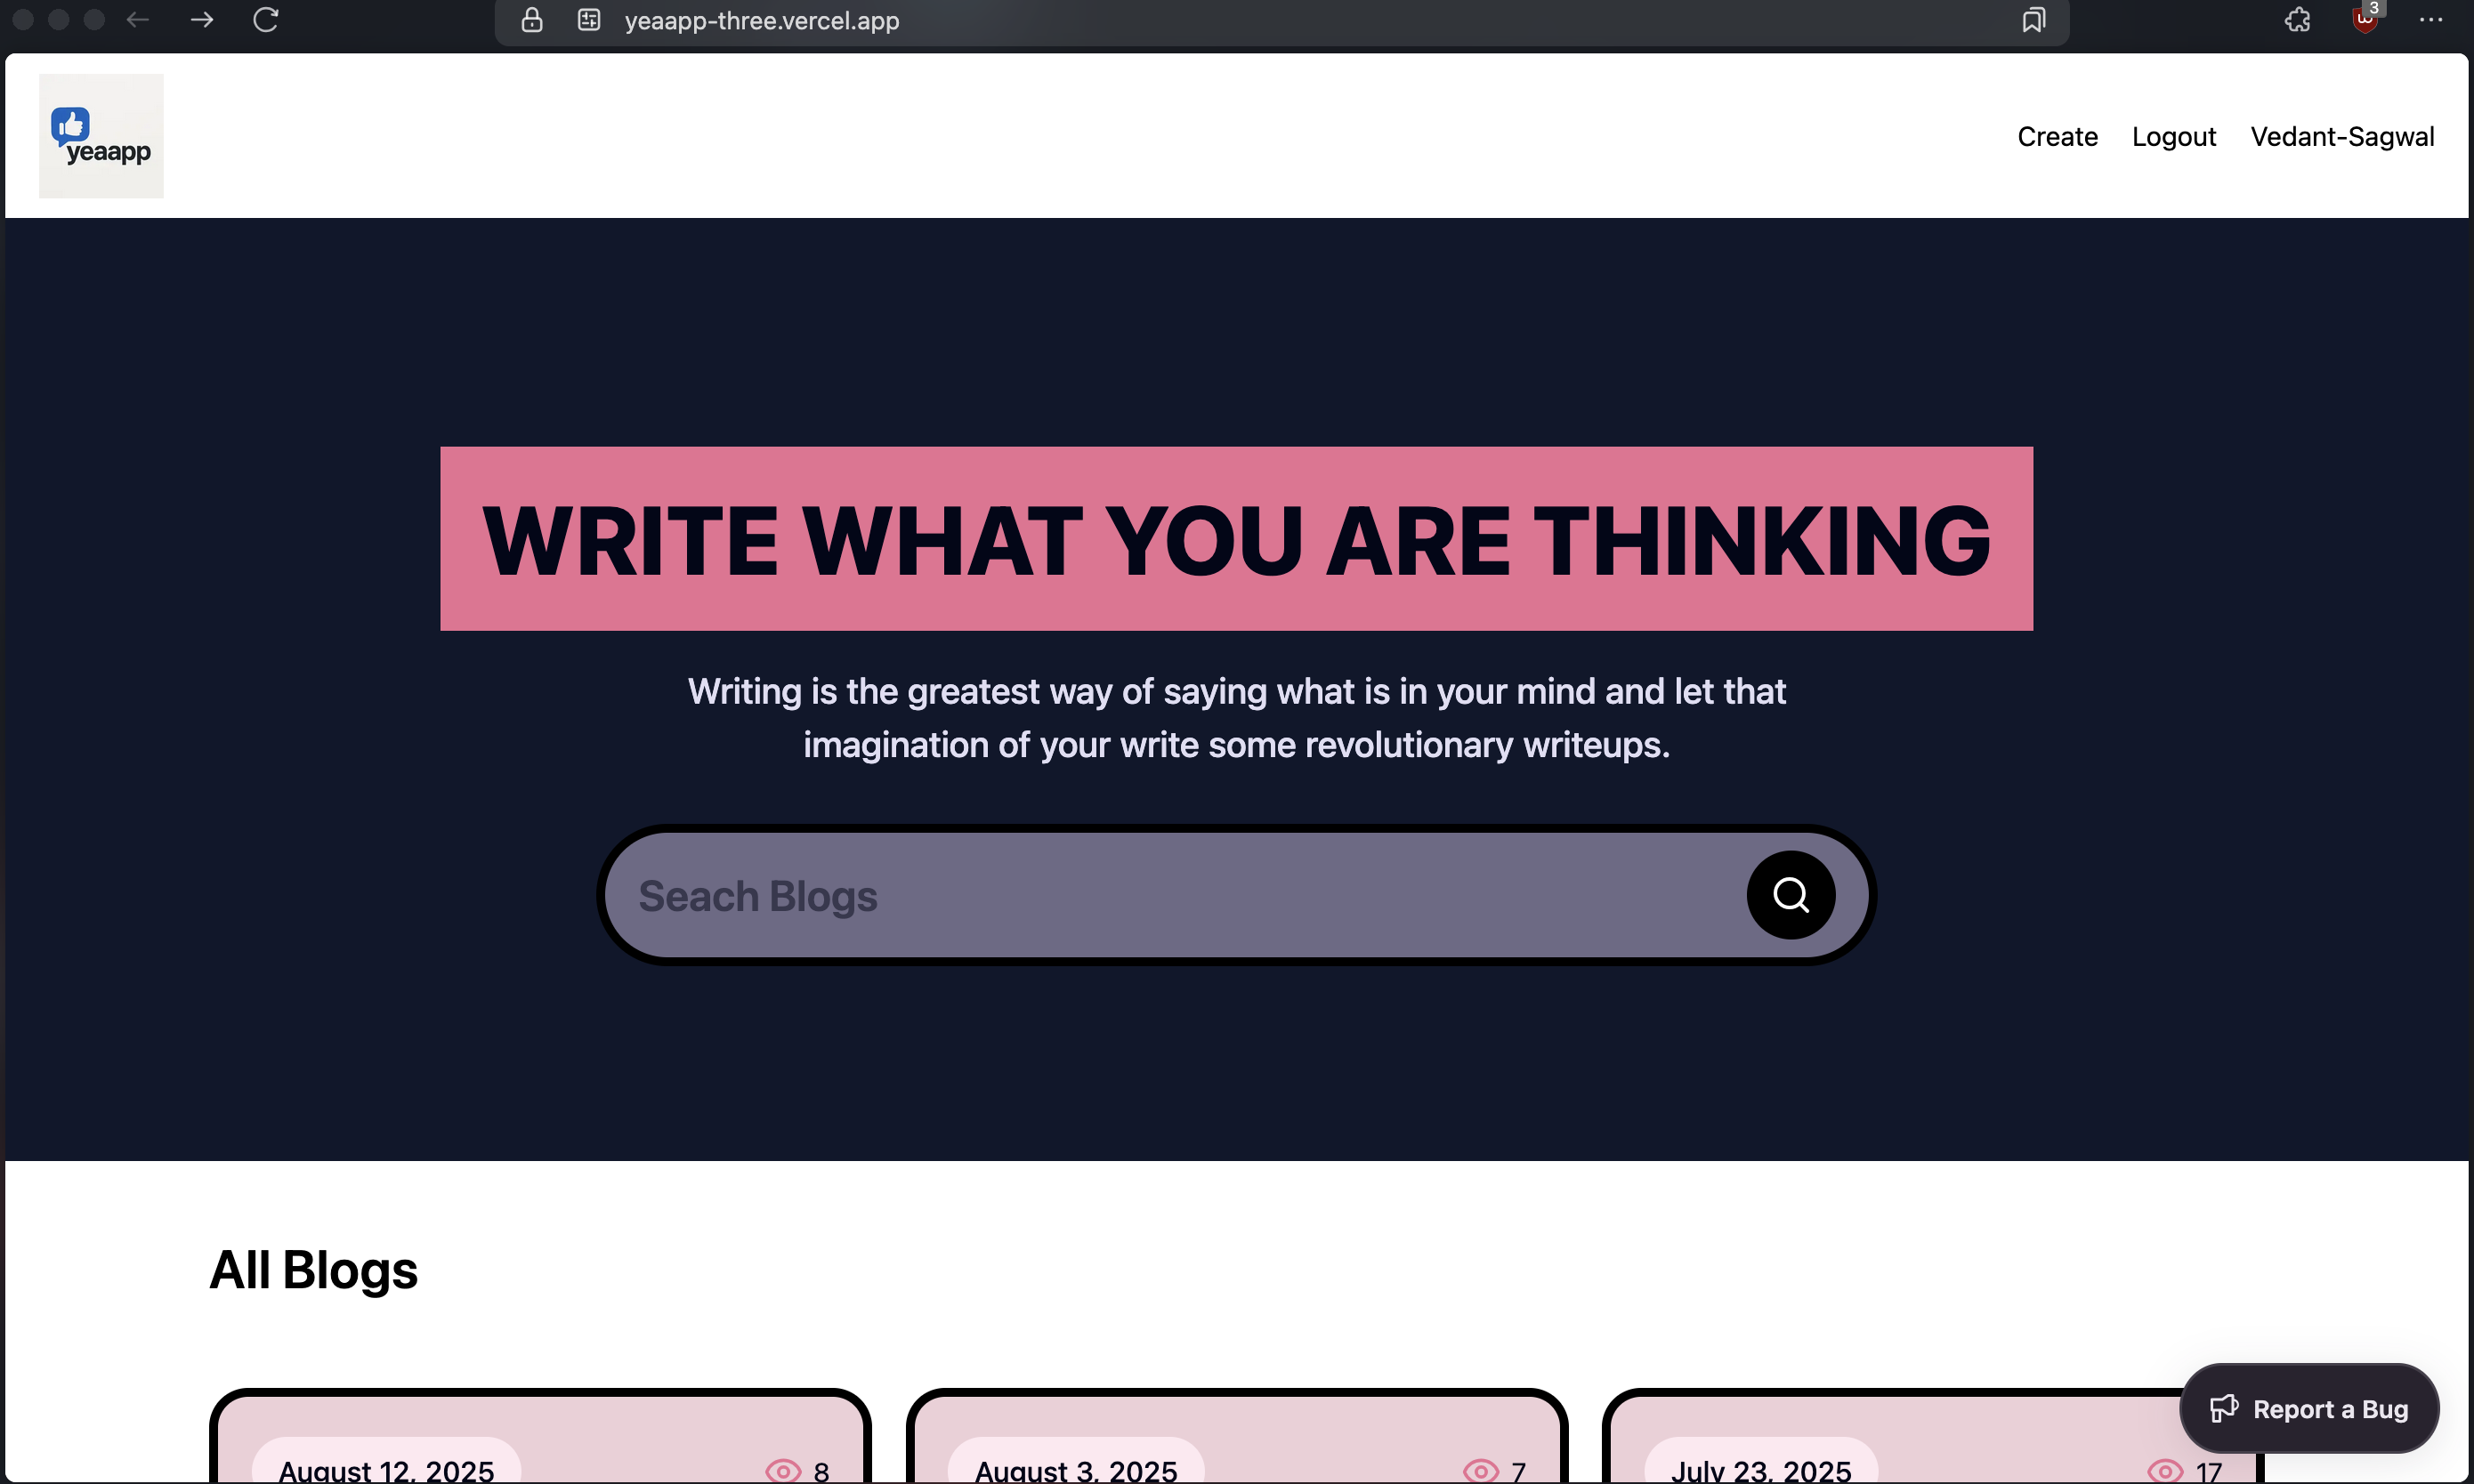 yeaapp-three.vercel.app
3
yeaapp
Create Logout Vedant-Sagwal
WRITE WHAT YOU ARE THINKING
Writing is the greatest way of saying what is in your mind and let that
imagination of your write some revolutionary writeups.
Seach Blogs
All Blogs
Report a Bug
August 12, 2025 8 August 3, 2025 7 July 23, 2025 17